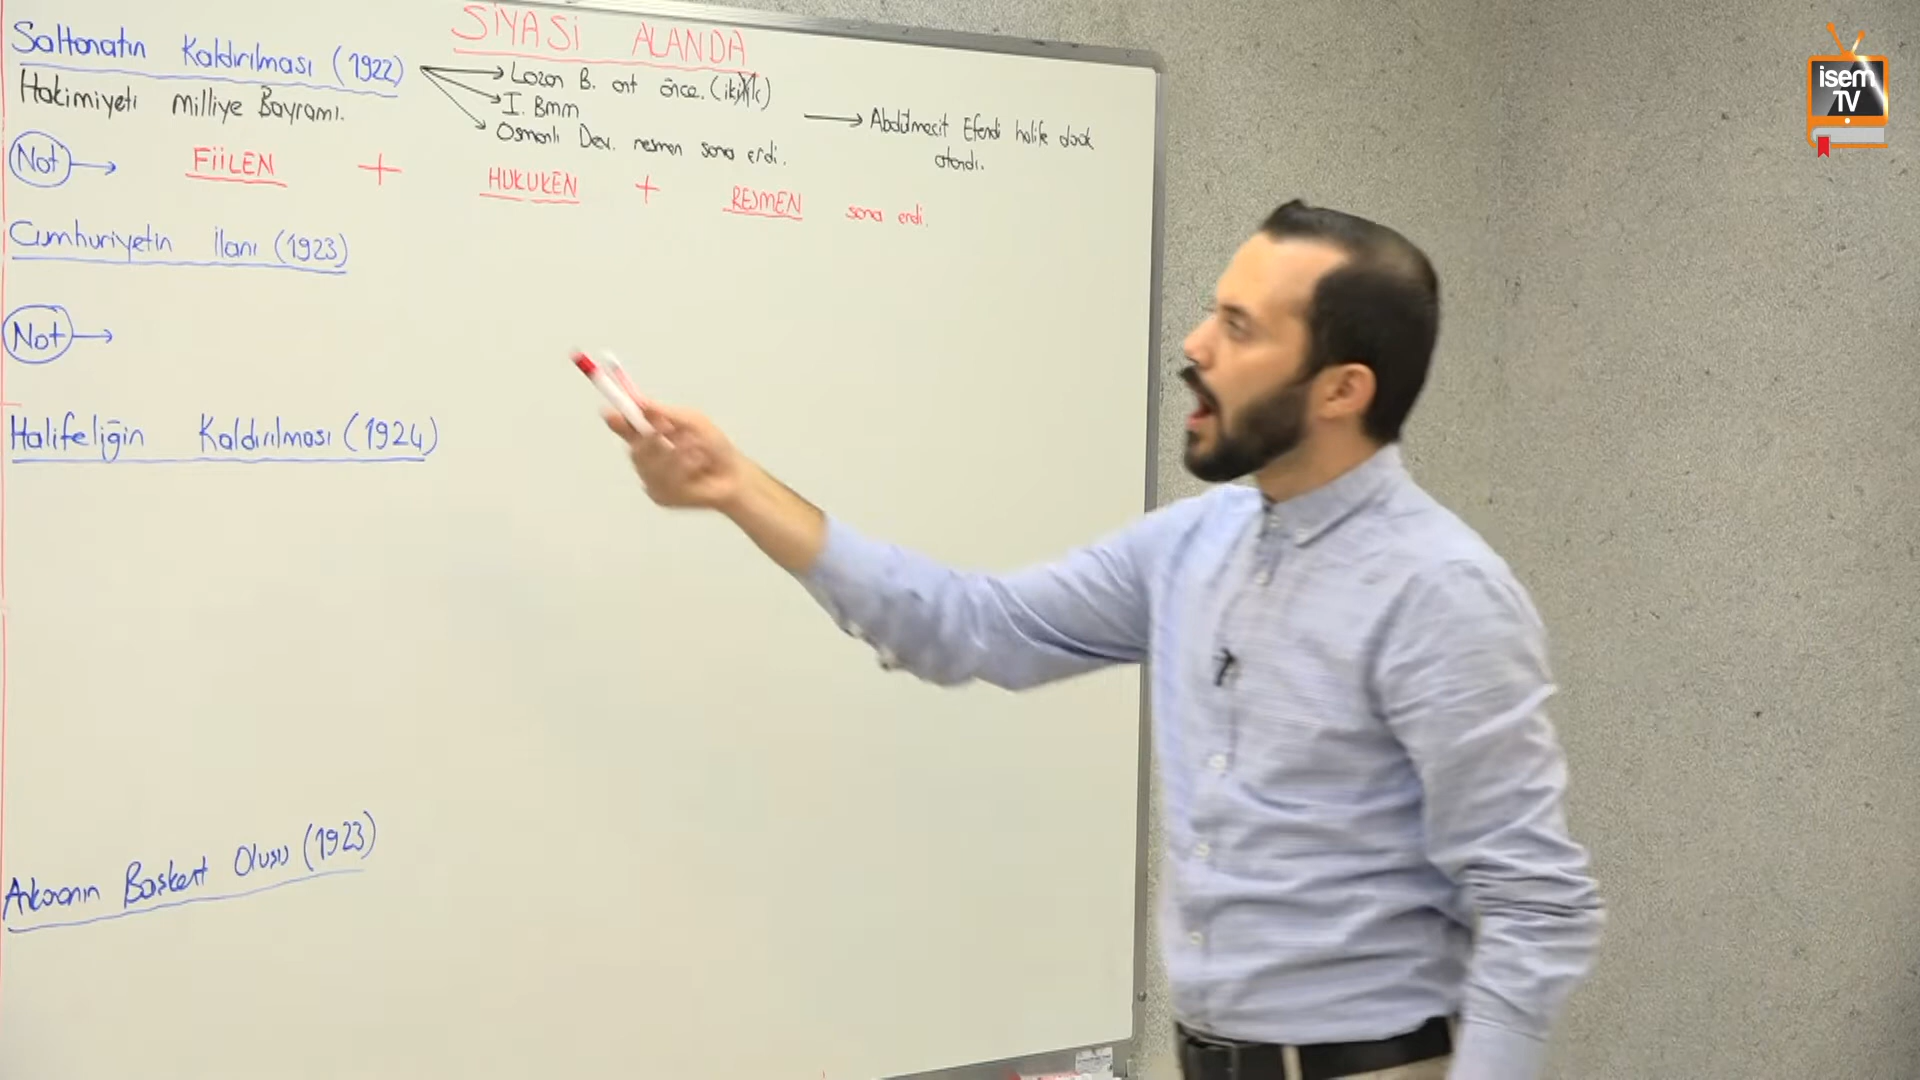 SİYASİ ALANDA
Saltanatın Kaldırılması (1922)
Hakimiyeti Milliye Bayramı.
Lozan B. ant önce. (ikilik)
I. Bmm
Osmanlı Dev. resmen sona erdi.
Abdülmecit Efendi halife olarak
atandı.
Not FİİLEN + HUKUKEN + RESMEN sona erdi.
Cumhuriyetin İlanı (1923)
Not
Halifeliğin Kaldırılması (1924)
Ankaranın Başkent Oluşu (1923)
isem
TV